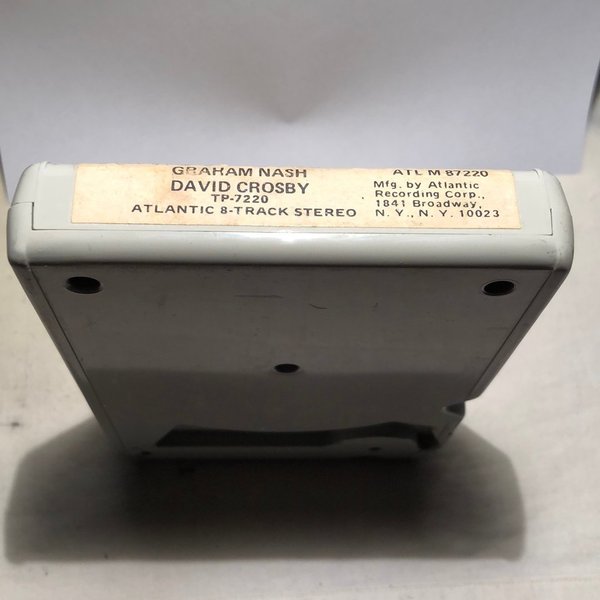 GRAHAM NASH
DAVID CROSBY
TP-7220
ATLANTIC 8-TRACK STEREO
ATL M 87220
Mfg. by Atlantic
Recording Corp.,
1841 Broadway,
N. Y., N. Y. 10023